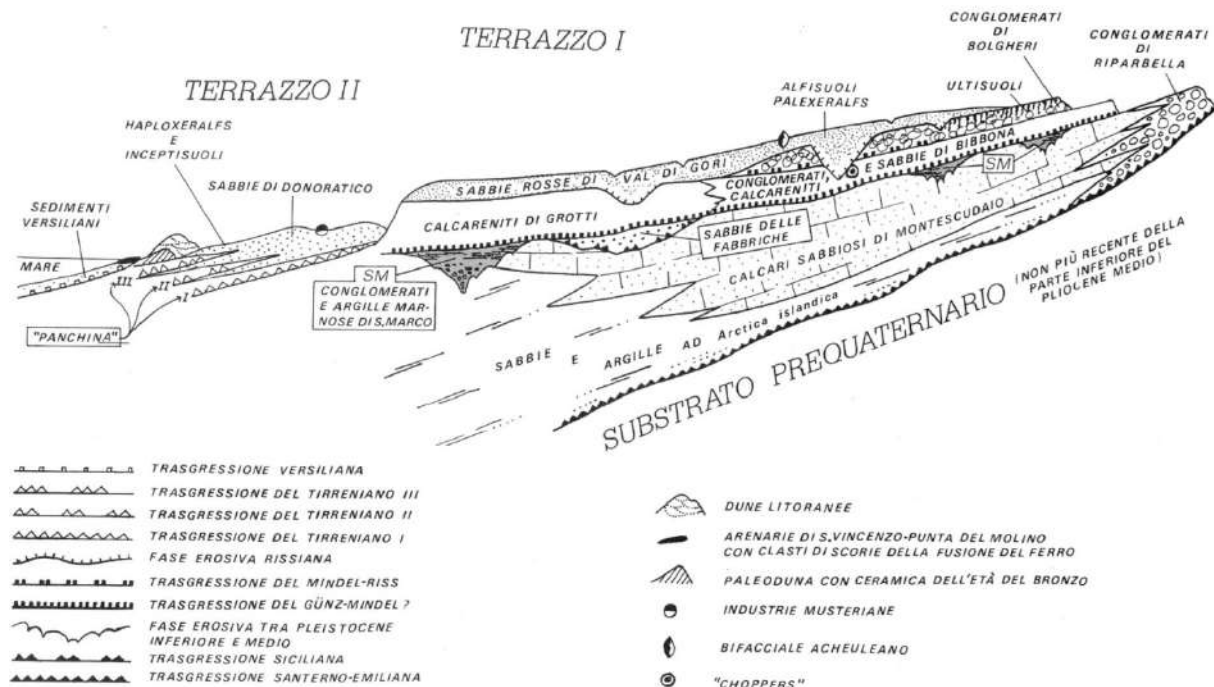 TERRAZZO I
TERRAZZO II
CONGLOMERATI
DI
BOLGHERI
CONGLOMERATI
DI
RIPARBELLA
ALFISUOLI
PALEXERALFS
ULTISUOLI
HAPLOXERALFS
E
INCEPTISUOLI
SABBIE DI DONORATICO
SEDIMENTI
VERSILIANI
MARE
III
II
I
"PANCHINA"
SABBIE ROSSE DI VAL DI GORI
CALCARENITI DI GROTTI
CONGLOMERATI,
CALCARENITI
E SABBIE DI BIBBONA
SM
SABBIE DELLE
FABBRICHE
SM
CONGLOMERATI
E ARGILLE MAR-
NOSE DI S.MARCO
CALCARI SABBIOSI DI MONTESCUDAIO
SABBIE E ARGILLE AD Arctica islandica
SUBSTRATO PREQUATERNARIO
(NON PIÙ RECENTE DELLA
PARTE INFERIORE DEL
PLIOCENE MEDIO)
TRASGRESSIONE VERSILIANA
TRASGRESSIONE DEL TIRRENIANO III
TRASGRESSIONE DEL TIRRENIANO II
TRASGRESSIONE DEL TIRRENIANO I
FASE EROSIVA RISSIANA
TRASGRESSIONE DEL MINDEL-RISS
TRASGRESSIONE DEL GÜNZ-MINDEL?
FASE EROSIVA TRA PLEISTOCENE
INFERIORE E MEDIO
TRASGRESSIONE SICILIANA
TRASGRESSIONE SANTERNO-EMILIANA
DUNE LITORANEE
ARENARIE DI S.VINCENZO-PUNTA DEL MOLINO
CON CLASTI DI SCORIE DELLA FUSIONE DEL FERRO
PALEODUNA CON CERAMICA DELL'ETÀ DEL BRONZO
INDUSTRIE MUSTERIANE
BIFACCIALE ACHEULEANO
"CHOPPERS"